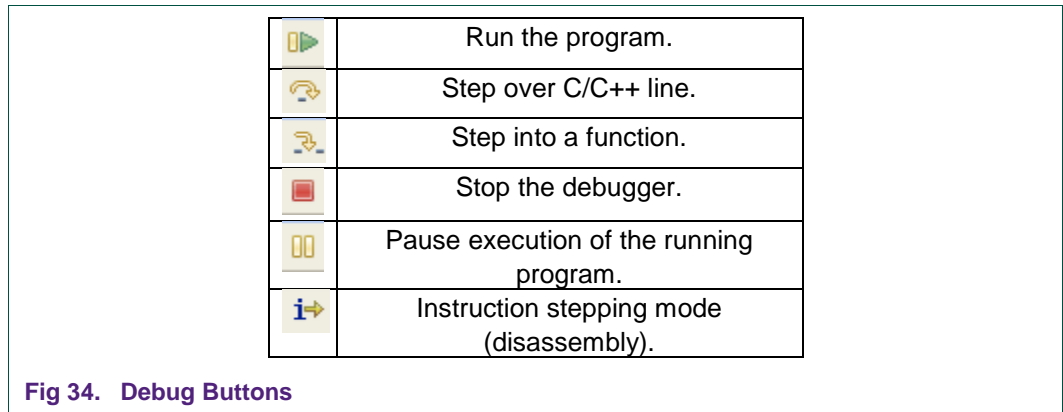 Run the program.
Step over C/C++ line.
Step into a function.
Stop the debugger.
Pause execution of the running
program.
i
Instruction stepping mode
(disassembly).
Fig 34. Debug Buttons